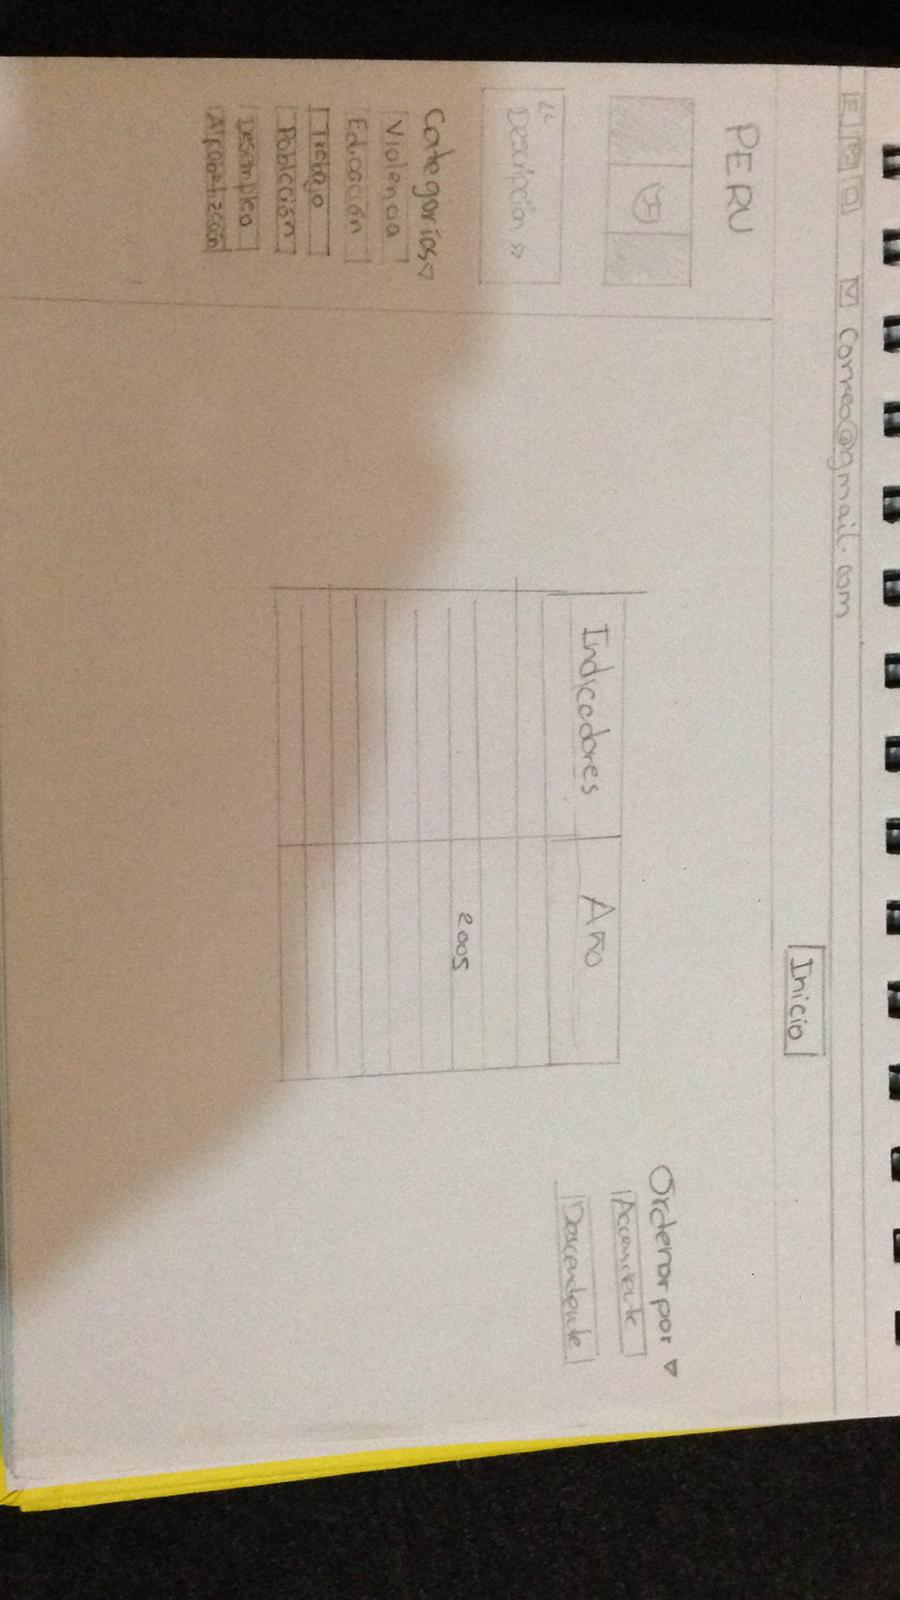 Correo@gmail.com
Inicio
PERU
"Descripción"
Categorías
Violencia
Educación
Trabajo
Población
Desempleo
Alfabetización
Indicadores
Año
2005
Ordenar por
Ascendente
Descendente